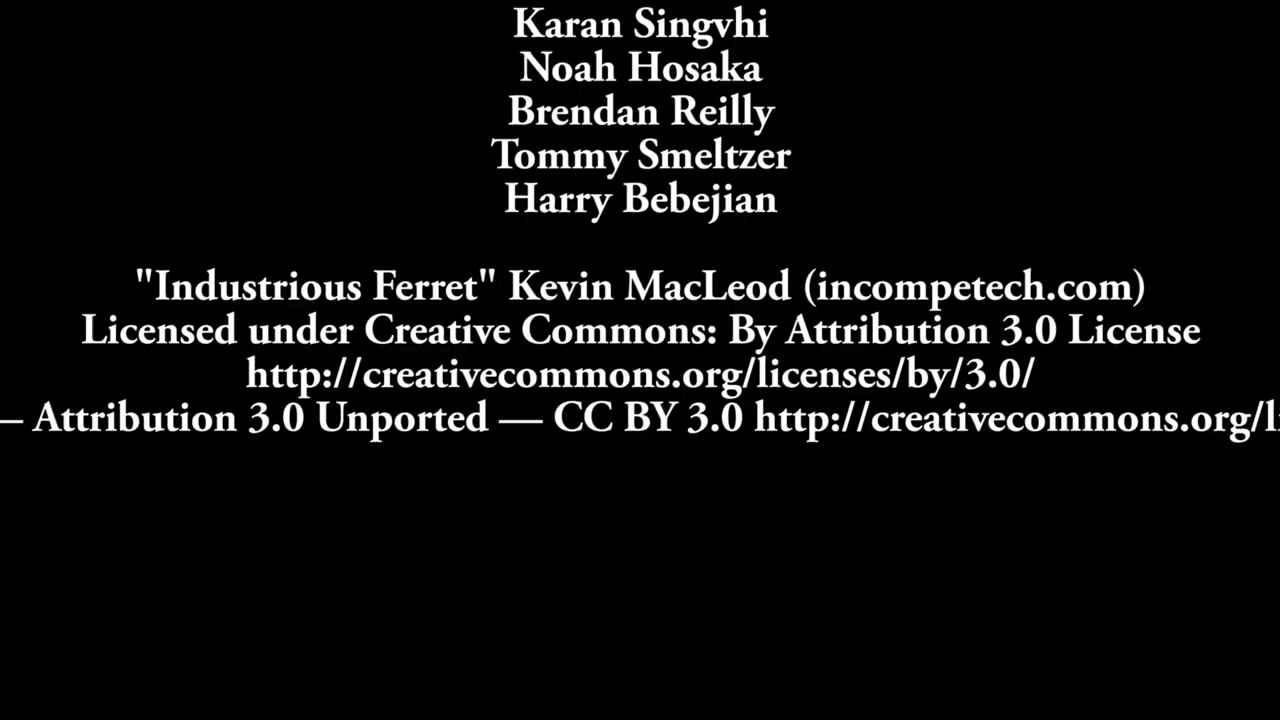 Karan Singvhi
Noah Hosaka
Brendan Reilly
Tommy Smeltzer
Harry Bebejian
"Industrious Ferret" Kevin MacLeod (incompetech.com)
Licensed under Creative Commons: By Attribution 3.0 License
http://creativecommons.org/licenses/by/3.0/
— Attribution 3.0 Unported — CC BY 3.0 http://creativecommons.org/l